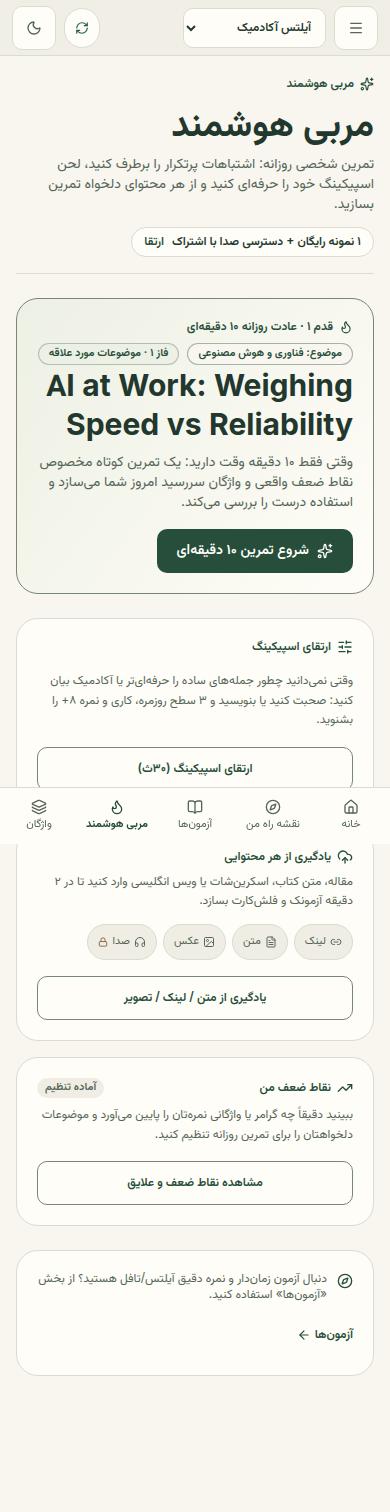 آیلتس آکادمیک
مربی هوشمند
مربی هوشمند
تمرین شخصی روزانه: اشتباهات پرتکرار را برطرف کنید، لحن
اسپیکینگ خود را حرفه‌ای کنید و از هر محتوای دلخواه تمرین
بسازید.
۱ نمونه رایگان + دسترسی صدا با اشتراک ارتقا
قدم ۱ · عادت روزانه ۱۰ دقیقه‌ای
موضوع: فناوری و هوش مصنوعی
فاز ۱ · موضوعات مورد علاقه
AI at Work: Weighing
Speed vs Reliability
وقتی فقط ۱۰ دقیقه وقت دارید: یک تمرین کوتاه مخصوص
نقاط ضعف واقعی و واژگان سررسید امروز شما می‌سازد و
استفاده درست را بررسی می‌کند.
شروع تمرین ۱۰ دقیقه‌ای
ارتقای اسپیکینگ
وقتی نمی‌دانید چطور جمله‌های ساده را حرفه‌ای‌تر یا آکادمیک بیان
کنید: صحبت کنید یا بنویسید و ۳ سطح روزمره، کاری و نمره ۸+ را
بشنوید.
ارتقای اسپیکینگ (۳۰ث)
خانه
نقشه راه من
آزمون‌ها
مربی هوشمند
واژگان
یادگیری از هر محتوایی
مقاله، متن کتاب، اسکرین‌شات یا ویس انگلیسی وارد کنید تا در ۲
دقیقه آزمونک و فلش‌کارت بسازد.
لینک
متن
عکس
صدا
یادگیری از متن / لینک / تصویر
نقاط ضعف من
آماده تنظیم
ببینید دقیقاً چه گرامر یا واژگانی نمره‌تان را پایین می‌آورد و موضوعات
دلخواهتان را برای تمرین روزانه تنظیم کنید.
مشاهده نقاط ضعف و علایق
دنبال آزمون زمان‌دار و نمره دقیق آیلتس/تافل هستید؟ از بخش
«آزمون‌ها» استفاده کنید.
آزمون‌ها ←